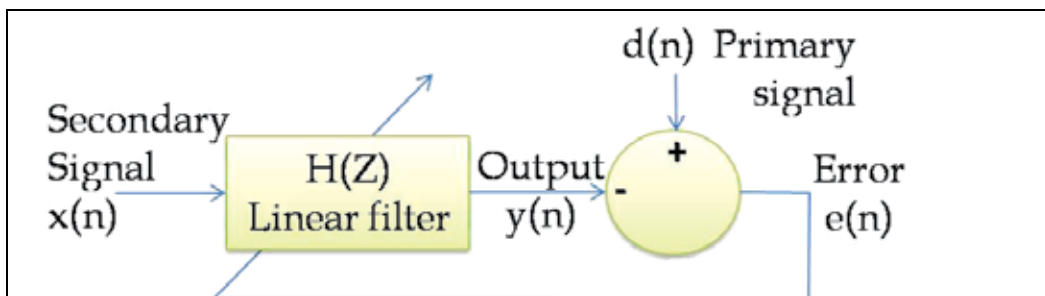 d(n) Primary
signal
Secondary
Signal
x(n)
H(Z)
Linear filter
Output
y(n)
+
-
Error
e(n)